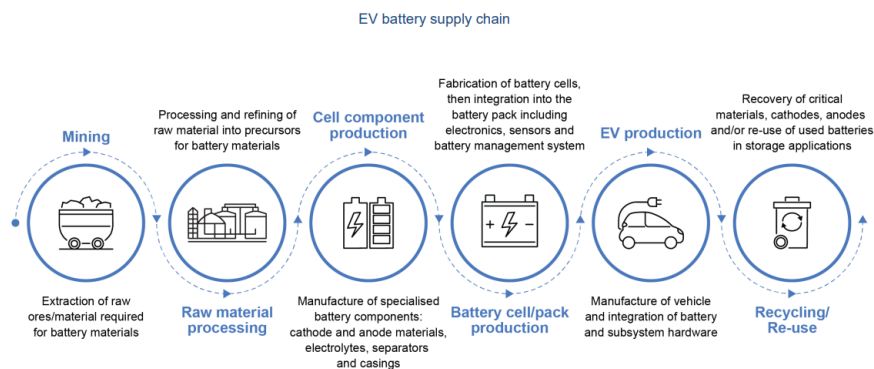 EV battery supply chain
Mining
Extraction of raw
ores/material required
for battery materials
Processing and refining of
raw material into precursors
for battery materials
Raw material
processing
Cell component
production
Manufacture of specialised
battery components:
cathode and anode materials,
electrolytes, separators
and casings
Fabrication of battery cells,
then integration into the
battery pack including
electronics, sensors and
battery management system
Battery cell/pack
production
EV production
Manufacture of vehicle
and integration of battery
and subsystem hardware
Recovery of critical
materials, cathodes, anodes
and/or re-use of used batteries
in storage applications
Recycling/
Re-use